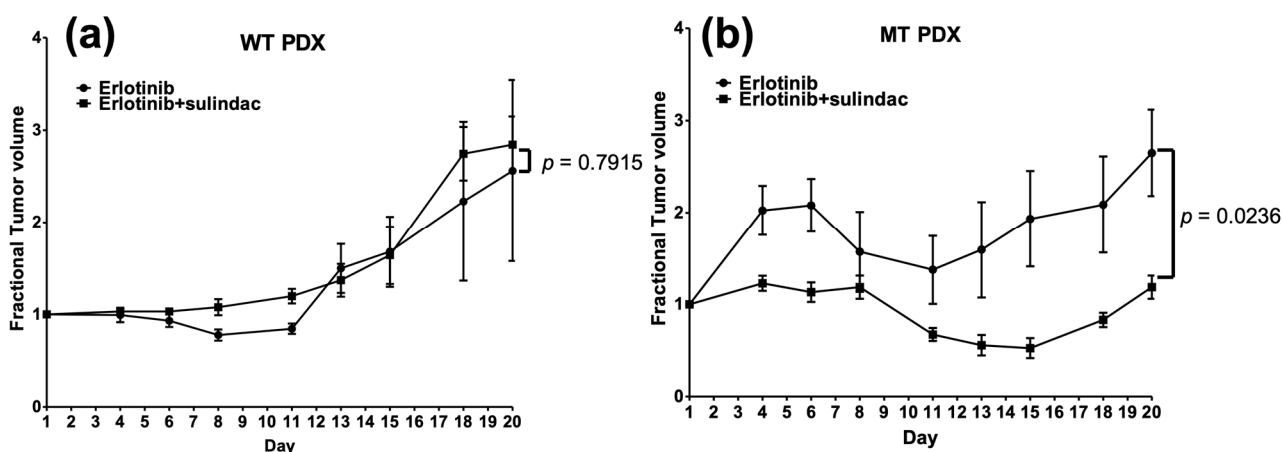 (a)
WT PDX
Erlotinib
Erlotinib+sulindac
Fractional Tumor volume
4
3
2
1
0
p = 0.7915
1 2 3 4 5 6 7 8 9 10 11 12 13 14 15 16 17 18 19 20
Day
(b)
MT PDX
Erlotinib
Erlotinib+sulindac
Fractional Tumor volume
4
3
2
1
0
p = 0.0236
1 2 3 4 5 6 7 8 9 10 11 12 13 14 15 16 17 18 19 20
Day